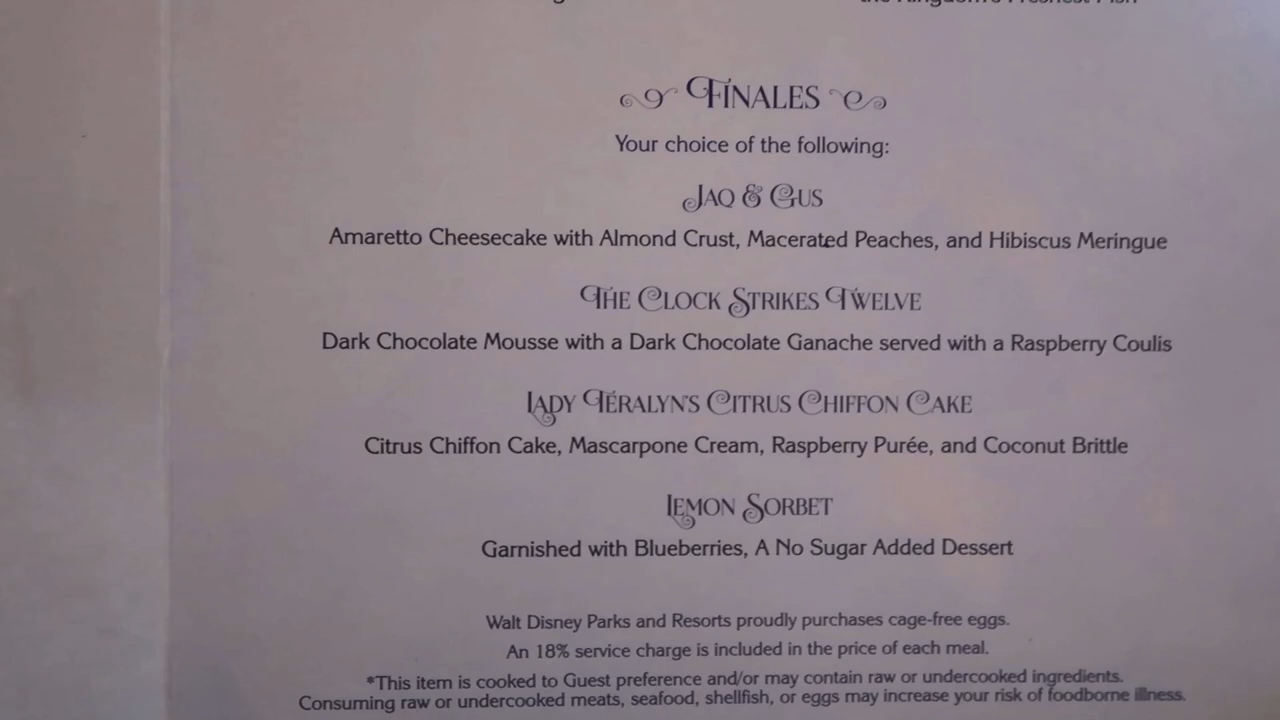 FINALES
Your choice of the following:
JAQ & GUS
Amaretto Cheesecake with Almond Crust, Macerated Peaches, and Hibiscus Meringue
THE CLOCK STRIKES TWELVE
Dark Chocolate Mousse with a Dark Chocolate Ganache served with a Raspberry Coulis
LADY TERALYN'S CITRUS CHIFFON CAKE
Citrus Chiffon Cake, Mascarpone Cream, Raspberry Purée, and Coconut Brittle
LEMON SORBET
Garnished with Blueberries, A No Sugar Added Dessert
Walt Disney Parks and Resorts proudly purchases cage-free eggs.
An 18% service charge is included in the price of each meal.
*This item is cooked to Guest preference and/or may contain raw or undercooked ingredients.
Consuming raw or undercooked meats, seafood, shellfish, or eggs may increase your risk of foodborne illness.